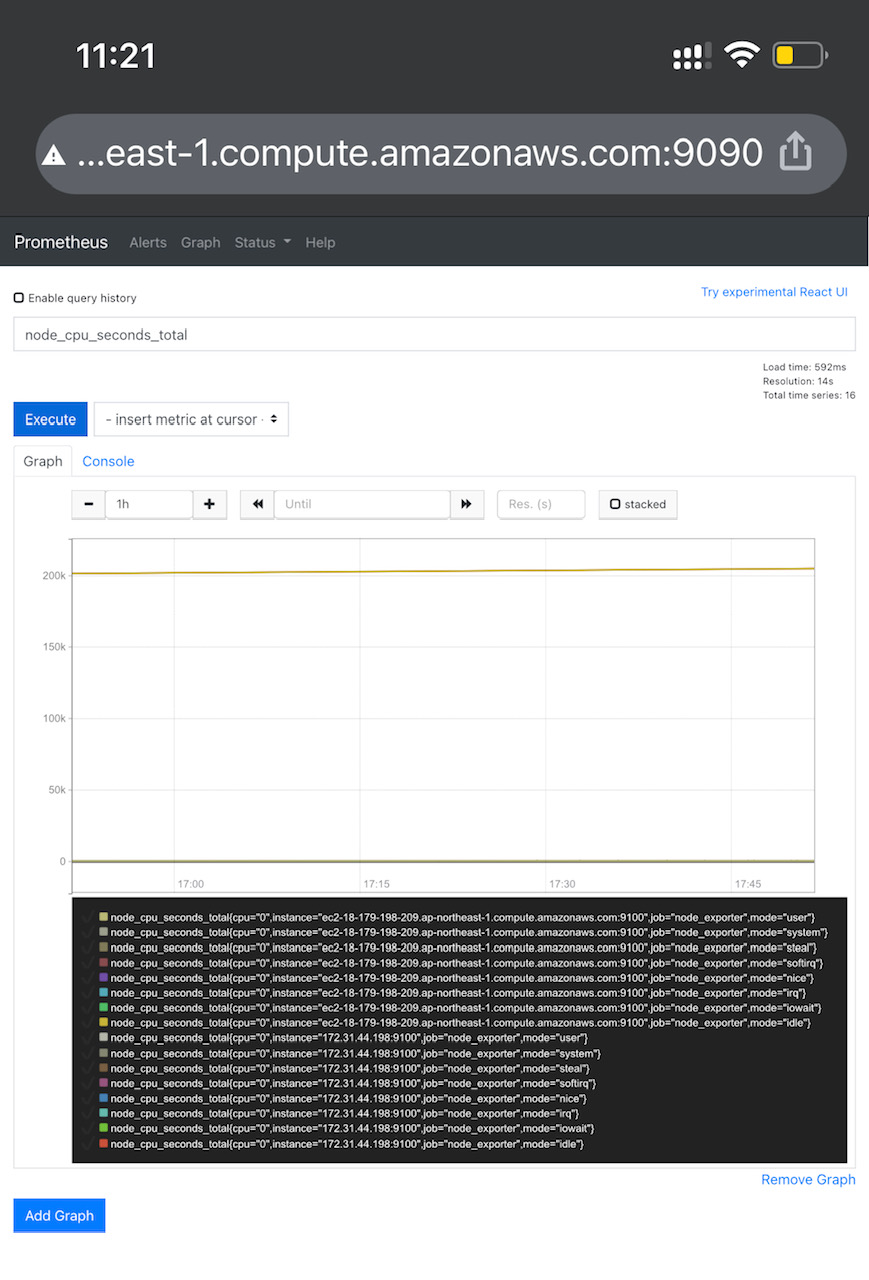 11:21
...east-1.compute.amazonaws.com:9090
Prometheus Alerts Graph Status Help
Enable query history
Try experimental React UI
node_cpu_seconds_total
Load time: 592ms
Resolution: 14s
Total time series: 16
Execute - insert metric at cursor -
Graph Console
− 1h + Until Res. (s) stacked
200k
150k
100k
50k
0
17:00 17:15 17:30 17:45
node_cpu_seconds_total{cpu="0",instance="ec2-18-179-198-209.ap-northeast-1.compute.amazonaws.com:9100",job="node_exporter",mode="user"}
node_cpu_seconds_total{cpu="0",instance="ec2-18-179-198-209.ap-northeast-1.compute.amazonaws.com:9100",job="node_exporter",mode="system"}
node_cpu_seconds_total{cpu="0",instance="ec2-18-179-198-209.ap-northeast-1.compute.amazonaws.com:9100",job="node_exporter",mode="steal"}
node_cpu_seconds_total{cpu="0",instance="ec2-18-179-198-209.ap-northeast-1.compute.amazonaws.com:9100",job="node_exporter",mode="softirq"}
node_cpu_seconds_total{cpu="0",instance="ec2-18-179-198-209.ap-northeast-1.compute.amazonaws.com:9100",job="node_exporter",mode="nice"}
node_cpu_seconds_total{cpu="0",instance="ec2-18-179-198-209.ap-northeast-1.compute.amazonaws.com:9100",job="node_exporter",mode="irq"}
node_cpu_seconds_total{cpu="0",instance="ec2-18-179-198-209.ap-northeast-1.compute.amazonaws.com:9100",job="node_exporter",mode="iowait"}
node_cpu_seconds_total{cpu="0",instance="ec2-18-179-198-209.ap-northeast-1.compute.amazonaws.com:9100",job="node_exporter",mode="idle"}
node_cpu_seconds_total{cpu="0",instance="172.31.44.198:9100",job="node_exporter",mode="user"}
node_cpu_seconds_total{cpu="0",instance="172.31.44.198:9100",job="node_exporter",mode="system"}
node_cpu_seconds_total{cpu="0",instance="172.31.44.198:9100",job="node_exporter",mode="steal"}
node_cpu_seconds_total{cpu="0",instance="172.31.44.198:9100",job="node_exporter",mode="softirq"}
node_cpu_seconds_total{cpu="0",instance="172.31.44.198:9100",job="node_exporter",mode="nice"}
node_cpu_seconds_total{cpu="0",instance="172.31.44.198:9100",job="node_exporter",mode="irq"}
node_cpu_seconds_total{cpu="0",instance="172.31.44.198:9100",job="node_exporter",mode="iowait"}
node_cpu_seconds_total{cpu="0",instance="172.31.44.198:9100",job="node_exporter",mode="idle"}
Remove Graph
Add Graph